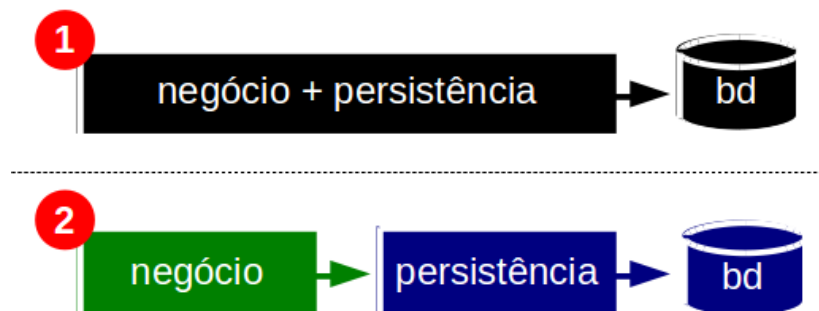 1
negócio + persistência
bd
2
negócio
persistência
bd